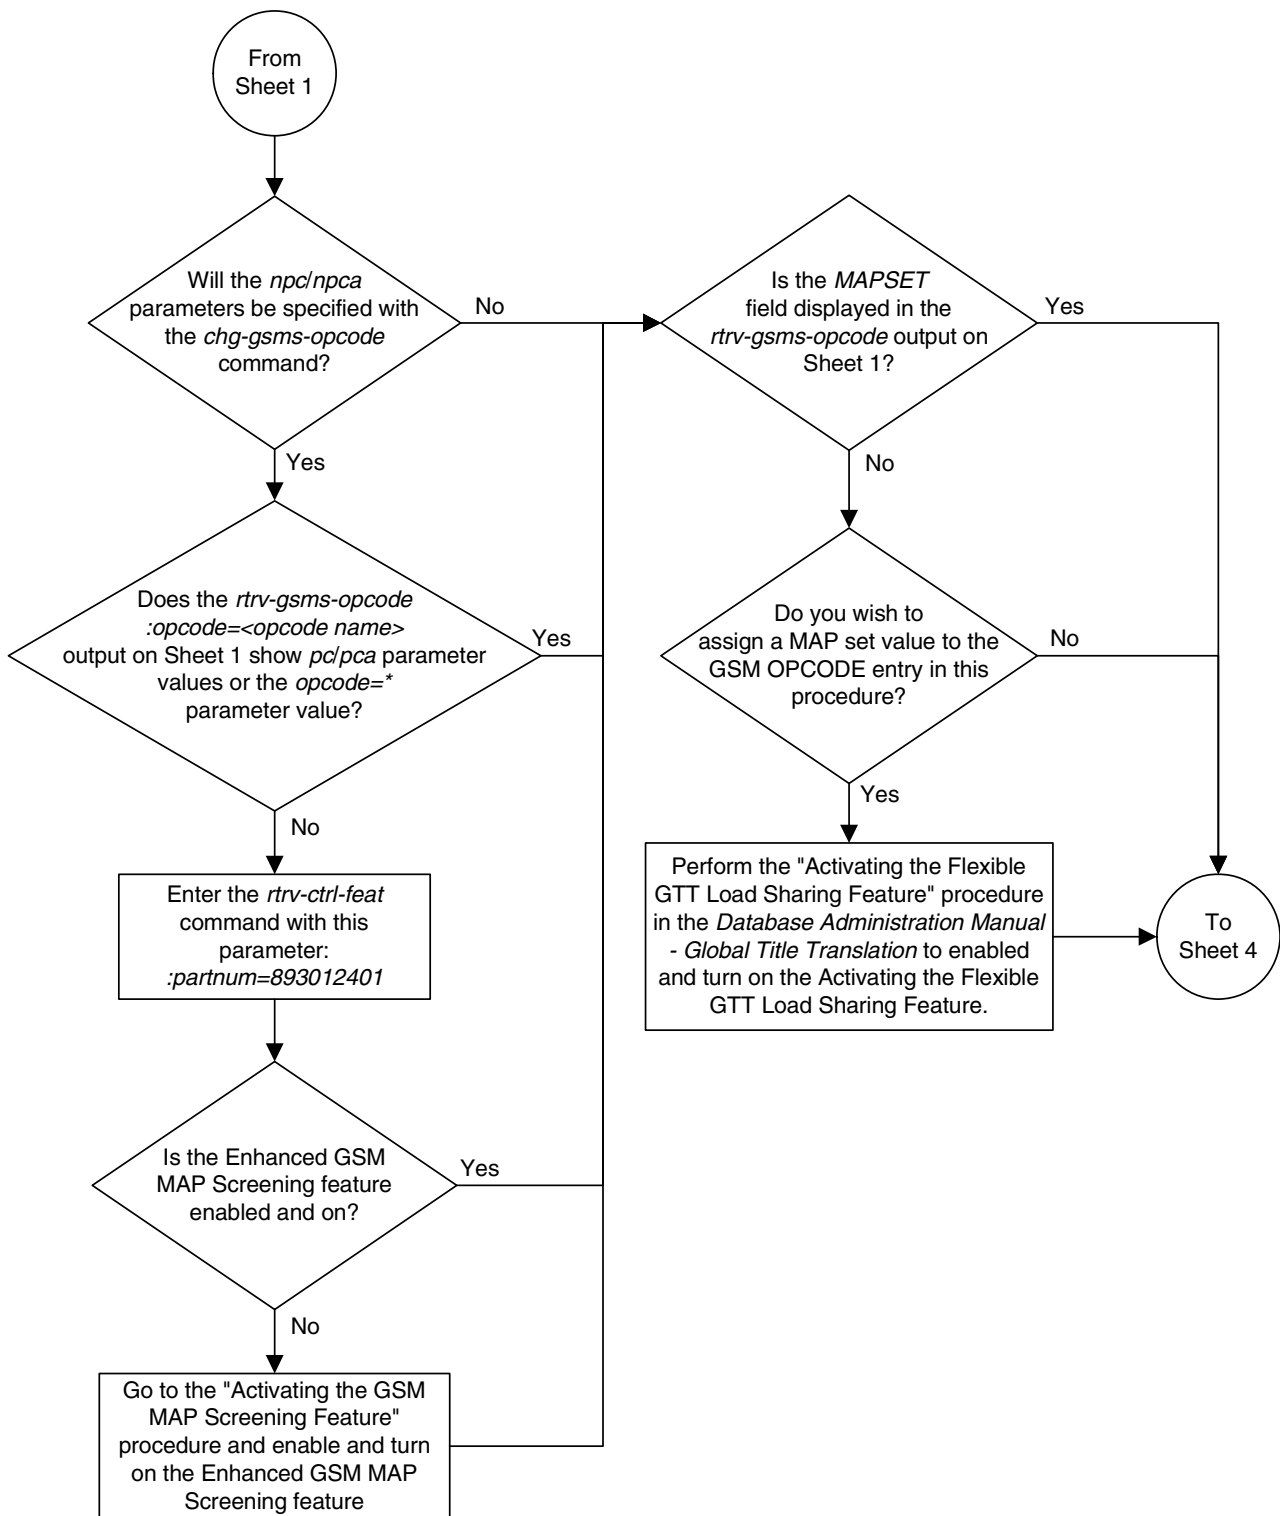 From
Sheet 1
Will the npc/npca
parameters be specified with
the chg-gsms-opcode
command?
No
Yes
Does the rtrv-gsms-opcode
:opcode=<opcode name>
output on Sheet 1 show pc/pca parameter
values or the opcode=*
parameter value?
Yes
No
Enter the rtrv-ctrl-feat
command with this
parameter:
:partnum=893012401
Is the Enhanced GSM
MAP Screening feature
enabled and on?
Yes
No
Go to the "Activating the GSM
MAP Screening Feature"
procedure and enable and turn
on the Enhanced GSM MAP
Screening feature
Is the MAPSET
field displayed in the
rtrv-gsms-opcode output on
Sheet 1?
Yes
No
Do you wish to
assign a MAP set value to the
GSM OPCODE entry in this
procedure?
No
Yes
Perform the "Activating the Flexible
GTT Load Sharing Feature" procedure
in the Database Administration Manual
- Global Title Translation to enabled
and turn on the Activating the Flexible
GTT Load Sharing Feature.
To
Sheet 4